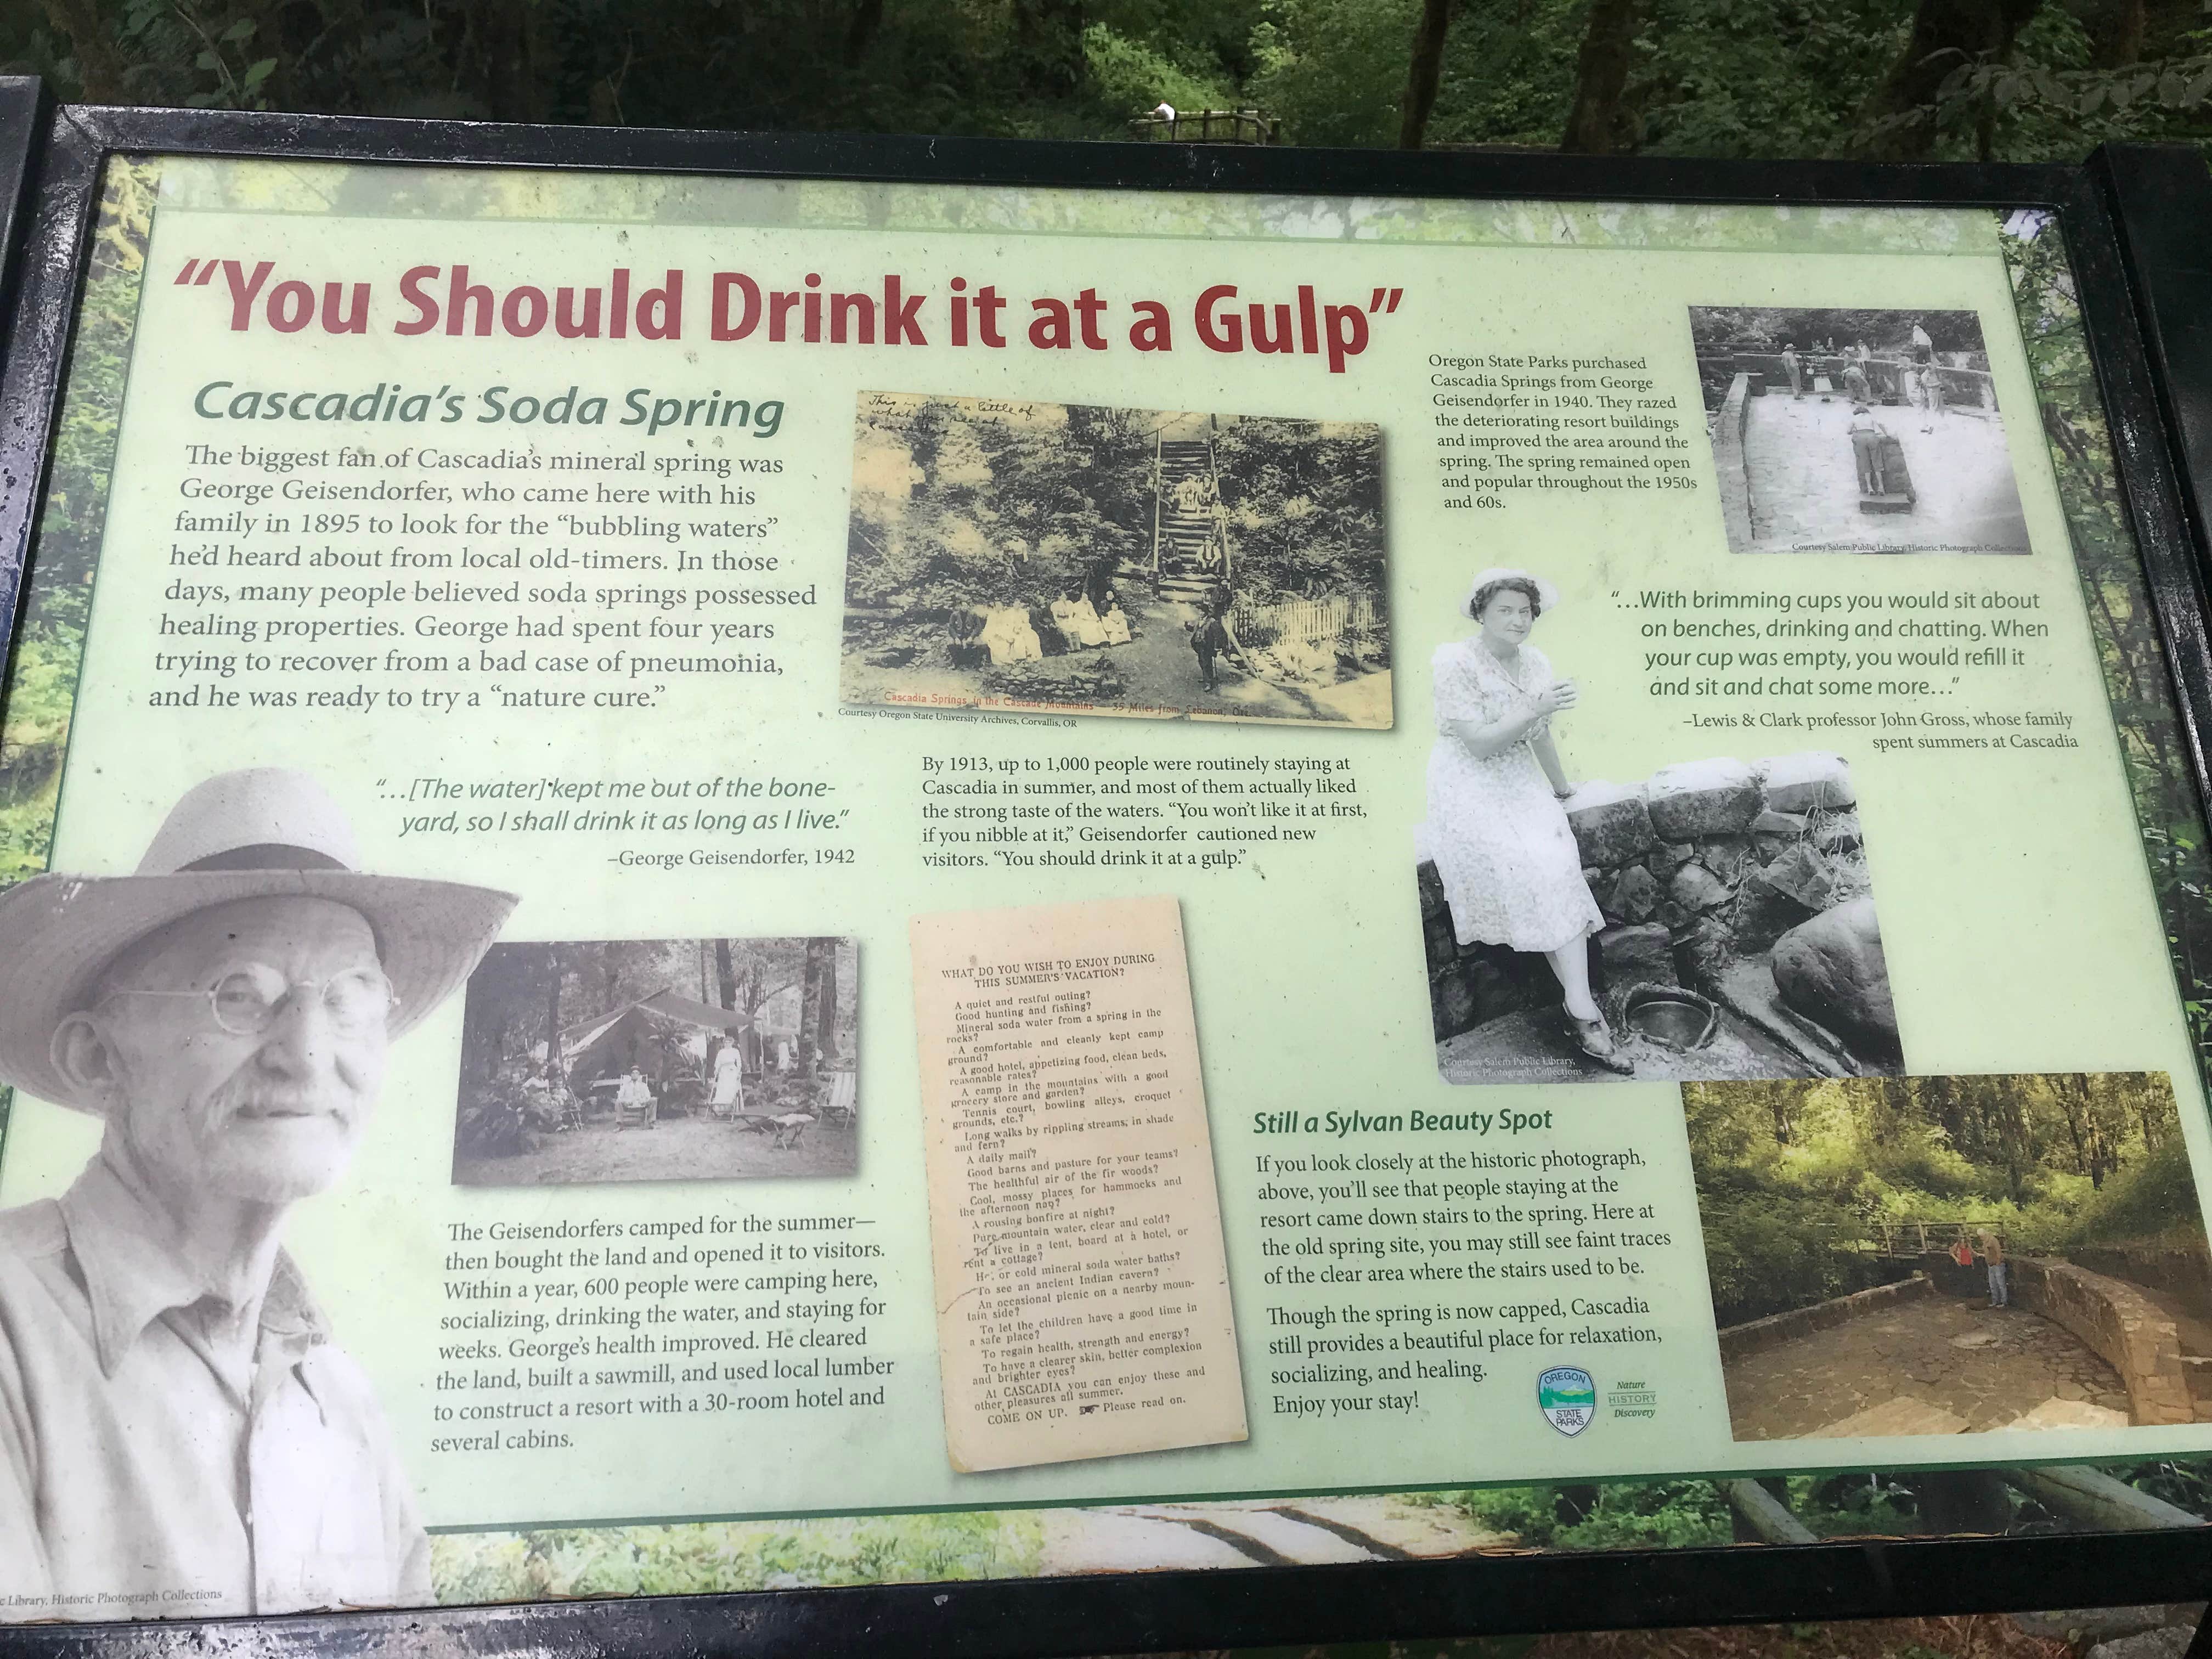 "You Should Drink it at a Gulp"
Cascadia's Soda Spring
The biggest fan of Cascadia's mineral spring was
George Geisendorfer, who came here with his
family in 1895 to look for the "bubbling waters"
he'd heard about from local old-timers. In those
days, many people believed soda springs possessed
healing properties. George had spent four years
trying to recover from a bad case of pneumonia,
and he was ready to try a "nature cure."
"…[The water] kept me out of the bone-
yard, so I shall drink it as long as I live."
–George Geisendorfer, 1942
The Geisendorfers camped for the summer—
then bought the land and opened it to visitors.
Within a year, 600 people were camping here,
socializing, drinking the water, and staying for
weeks. George's health improved. He cleared
the land, built a sawmill, and used local lumber
to construct a resort with a 30-room hotel and
several cabins.
Library, Historic Photograph Collections
This is just a little of
what you see at
Cascadia Springs in the Cascade Mountains — 35 Miles from Lebanon, Ore.
Courtesy Oregon State University Archives, Corvallis, OR
By 1913, up to 1,000 people were routinely staying at
Cascadia in summer, and most of them actually liked
the strong taste of the waters. "You won't like it at first,
if you nibble at it," Geisendorfer cautioned new
visitors. "You should drink it at a gulp."
WHAT DO YOU WISH TO ENJOY DURING
THIS SUMMER'S VACATION?
A quiet and restful outing?
Good hunting and fishing?
Mineral soda water from a spring in the
rocks?
A comfortable and cleanly kept camp
ground?
A good hotel, appetizing food, clean beds,
reasonable rates?
A camp in the mountains with a good
grocery store and garden?
Tennis court, bowling alleys, croquet
grounds, etc.?
Long walks by rippling streams, in shade
and fern?
A daily mail?
Good barns and pasture for your teams?
The healthful air of the fir woods?
Cool, mossy places for hammocks and
the afternoon nap?
A rousing bonfire at night?
Pure mountain water, clear and cold?
To live in a tent, board at a hotel, or
rent a cottage?
or cold mineral soda water baths?
To see an ancient Indian cavern?
An occasional picnic on a nearby moun-
tain side?
To let the children have a good time in
a safe place?
To regain health, strength and energy?
To have a clearer skin, better complexion
and brighter eyes?
At CASCADIA you can enjoy these and
other pleasures all summer.
COME ON UP. ☛ Please read on.
Oregon State Parks purchased
Cascadia Springs from George
Geisendorfer in 1940. They razed
the deteriorating resort buildings
and improved the area around the
spring. The spring remained open
and popular throughout the 1950s
and 60s.
Courtesy Salem Public Library, Historic Photograph Collections
"…With brimming cups you would sit about
on benches, drinking and chatting. When
your cup was empty, you would refill it
and sit and chat some more…"
–Lewis & Clark professor John Gross, whose family
spent summers at Cascadia
Courtesy Salem Public Library,
Historic Photograph Collections
Still a Sylvan Beauty Spot
If you look closely at the historic photograph,
above, you'll see that people staying at the
resort came down stairs to the spring. Here at
the old spring site, you may still see faint traces
of the clear area where the stairs used to be.
Though the spring is now capped, Cascadia
still provides a beautiful place for relaxation,
socializing, and healing.
Enjoy your stay!
OREGON
STATE
PARKS
Nature
HISTORY
Discovery